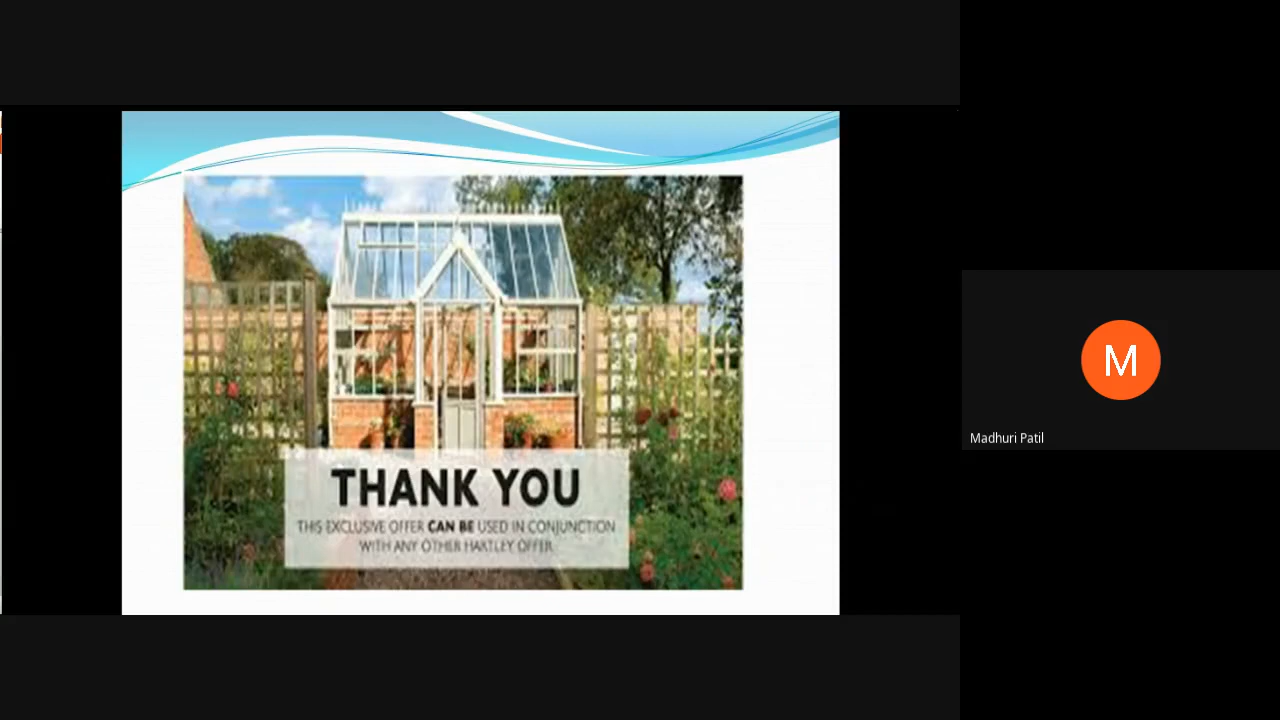 THANK YOU
THIS EXCLUSIVE OFFER CAN BE USED IN CONJUNCTION
WITH ANY OTHER HARTLEY OFFER
M
Madhuri Patil